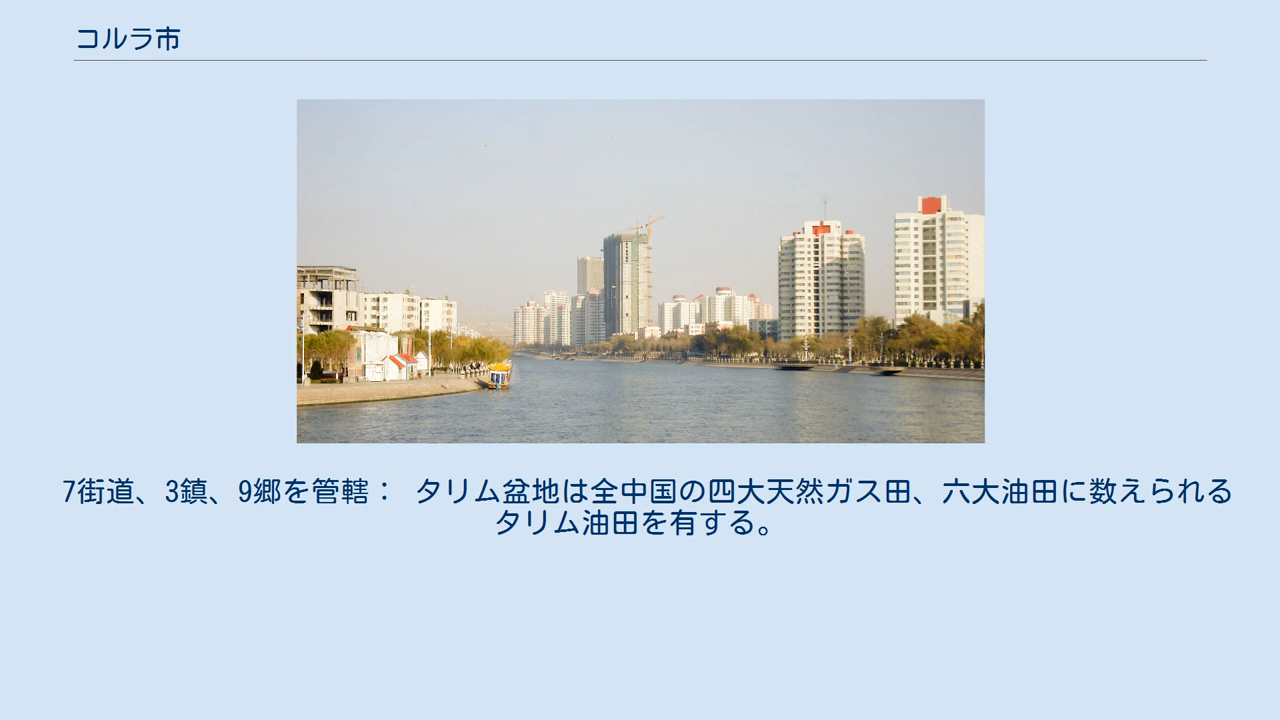 コルラ市
7街道、3鎮、9郷を管轄： タリム盆地は全中国の四大天然ガス田、六大油田に数えられる
タリム油田を有する。